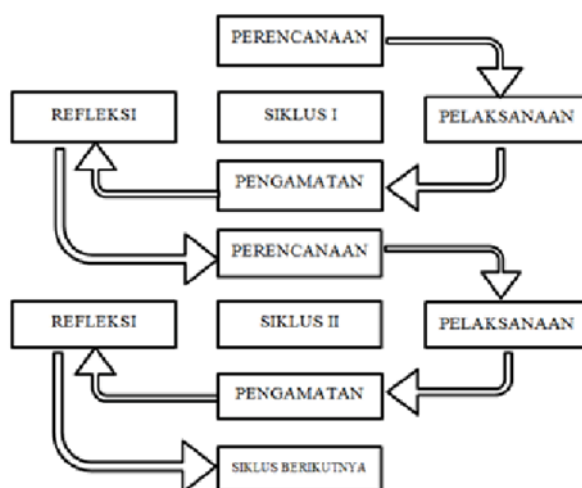 PERENCANAAN
REFLEKSI
SIKLUS I
PELAKSANAAN
PENGAMATAN
PERENCANAAN
REFLEKSI
SIKLUS II
PELAKSANAAN
PENGAMATAN
SIKLUS BERIKUTNYA